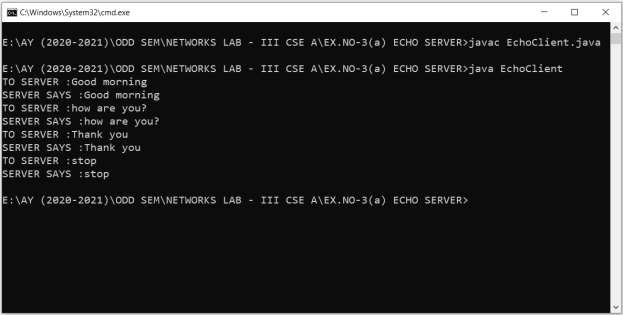 C:\Windows\System32\cmd.exe
E:\AY (2020-2021)\ODD SEM\NETWORKS LAB - III CSE A\EX.NO-3(a) ECHO SERVER>javac EchoClient.java
E:\AY (2020-2021)\ODD SEM\NETWORKS LAB - III CSE A\EX.NO-3(a) ECHO SERVER>java EchoClient
TO SERVER :Good morning
SERVER SAYS :Good morning
TO SERVER :how are you?
SERVER SAYS :how are you?
TO SERVER :Thank you
SERVER SAYS :Thank you
TO SERVER :stop
SERVER SAYS :stop
E:\AY (2020-2021)\ODD SEM\NETWORKS LAB - III CSE A\EX.NO-3(a) ECHO SERVER>